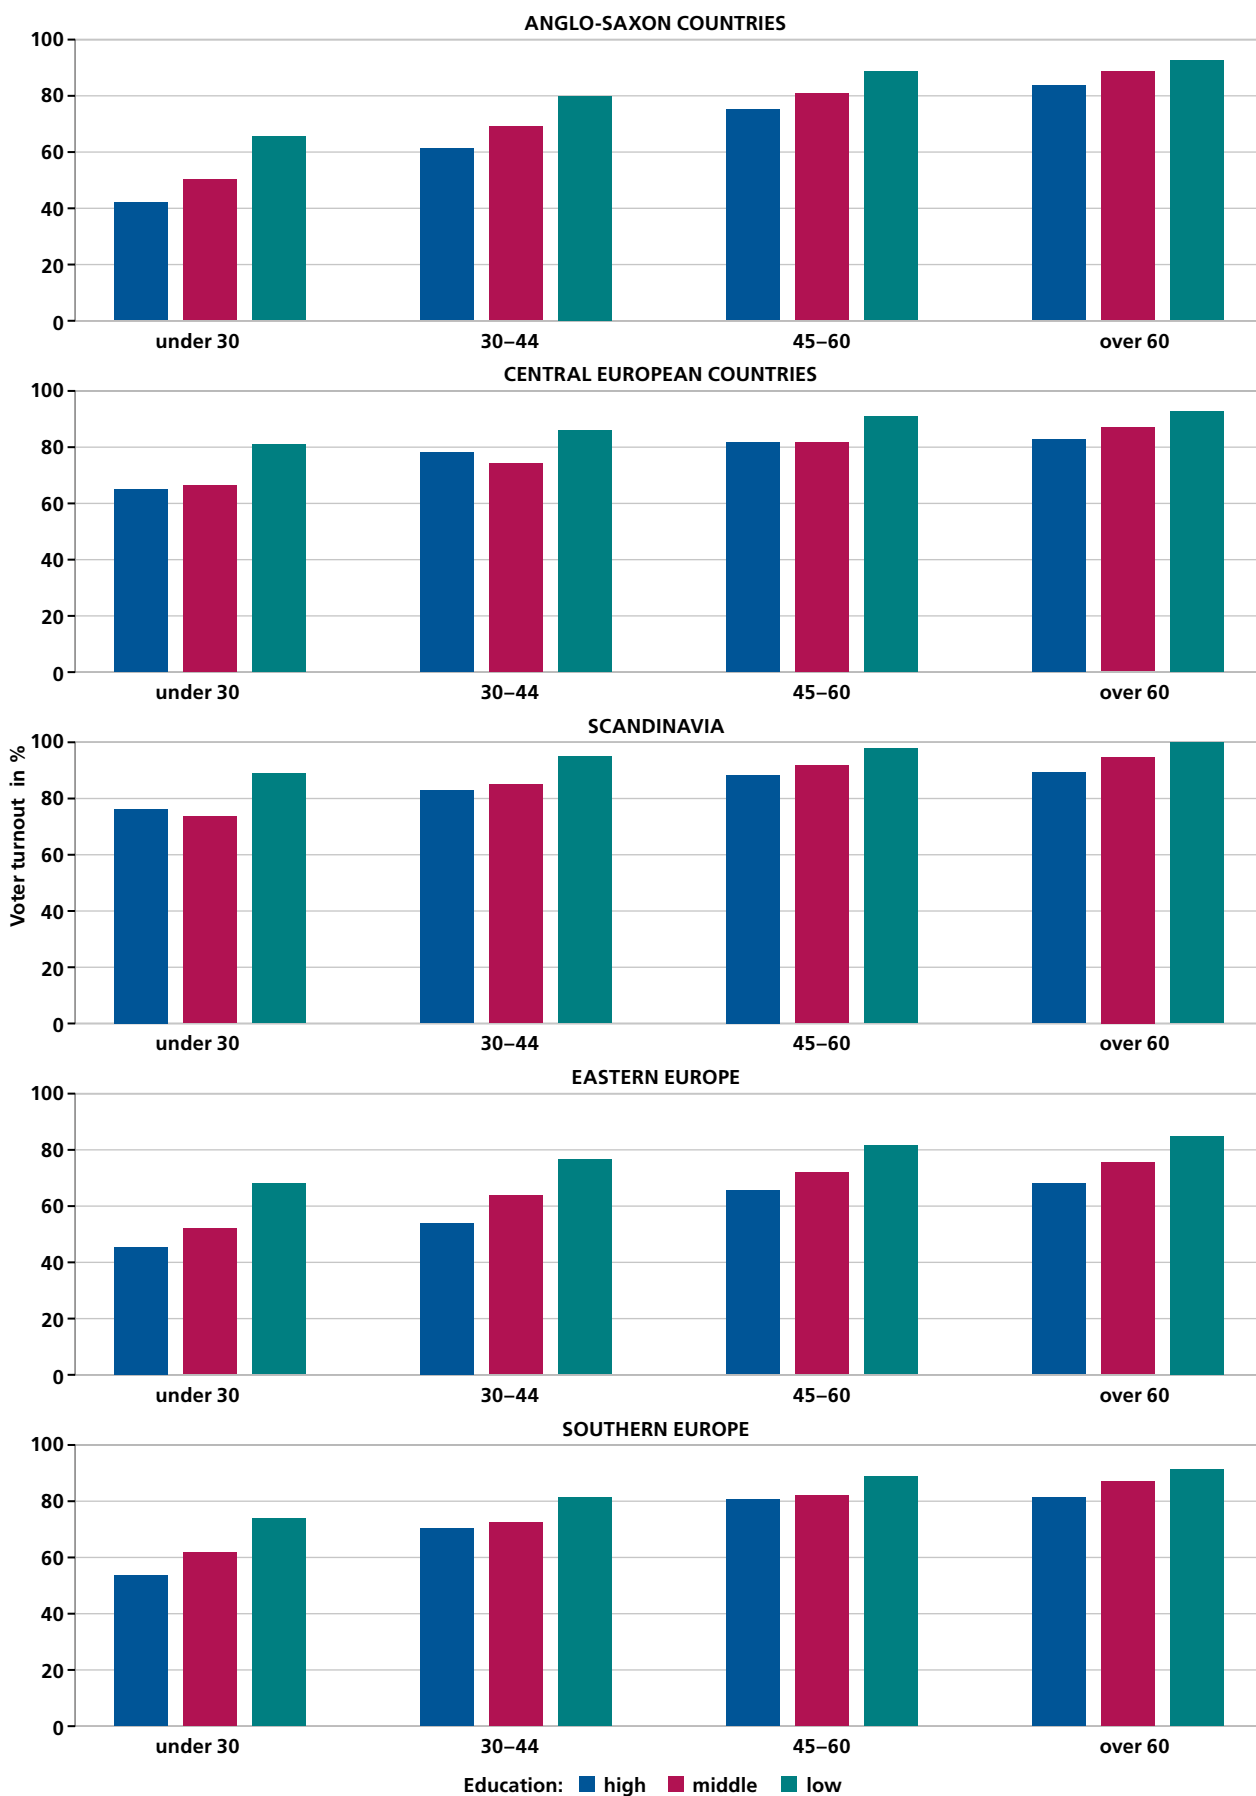 ANGLO-SAXON COUNTRIES
100
80
60
40
20
0
under 30 30–44 45–60 over 60
CENTRAL EUROPEAN COUNTRIES
100
80
60
40
20
0
under 30 30–44 45–60 over 60
SCANDINAVIA
Voter turnout in %
100
80
60
40
20
0
under 30 30–44 45–60 over 60
EASTERN EUROPE
100
80
60
40
20
0
under 30 30–44 45–60 over 60
SOUTHERN EUROPE
100
80
60
40
20
0
under 30 30–44 45–60 over 60
Education: high middle low